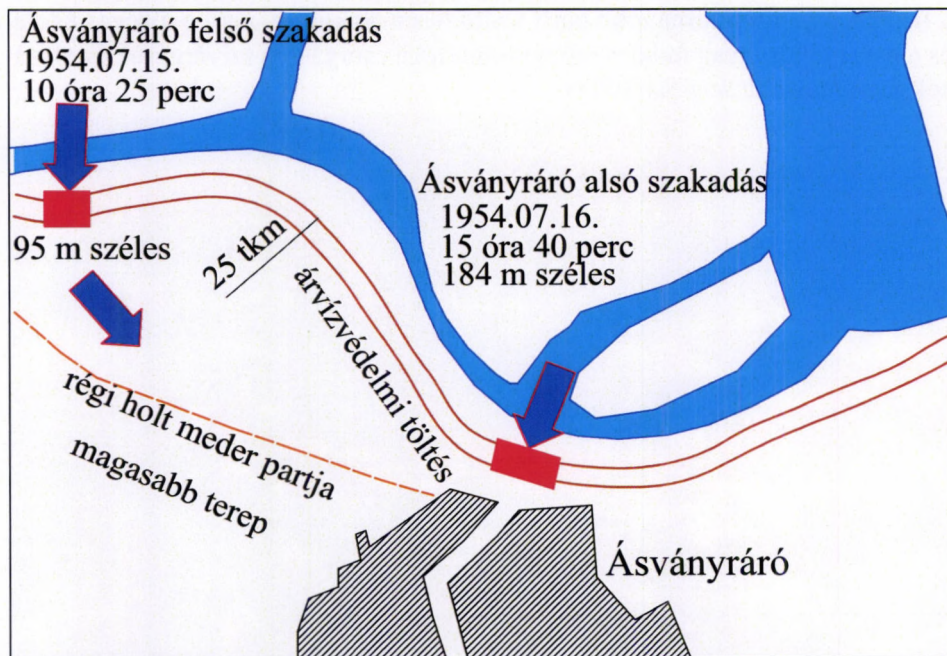 Ásványráró felső szakadás
1954.07.15.
10 óra 25 perc
Ásványráró alsó szakadás
1954.07.16.
15 óra 40 perc
184 m széles
95 m széles
25 tkm
árvízvédelmi töltés
régi holt meder partja
magasabb terep
Ásványráró